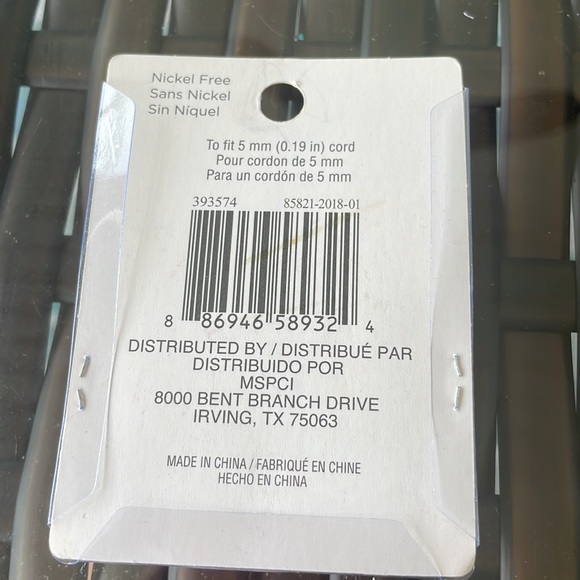 Nickel Free
Sans Nickel
Sin Níquel
To fit 5 mm (0.19 in) cord
Pour cordon de 5 mm
Para un cordón de 5 mm
393574 85821-2018-01
8 86946 58932 4
DISTRIBUTED BY / DISTRIBUÉ PAR
DISTRIBUIDO POR
MSPCI
8000 BENT BRANCH DRIVE
IRVING, TX 75063
MADE IN CHINA / FABRIQUÉ EN CHINE
HECHO EN CHINA